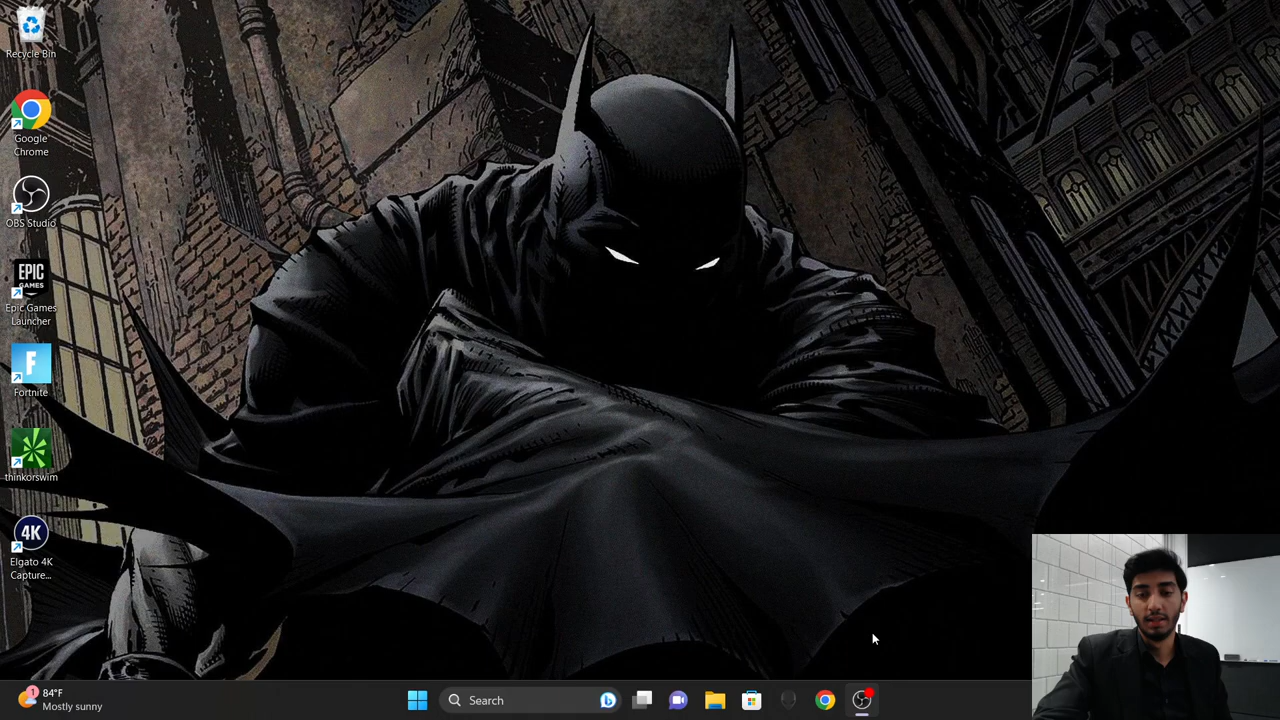 Recycle Bin
Google
Chrome
OBS Studio
EPIC
GAMES
Epic Games
Launcher
F
Fortnite
thinkorswim
4K
Elgato 4K
Capture...
1
84°F
Mostly sunny
Search